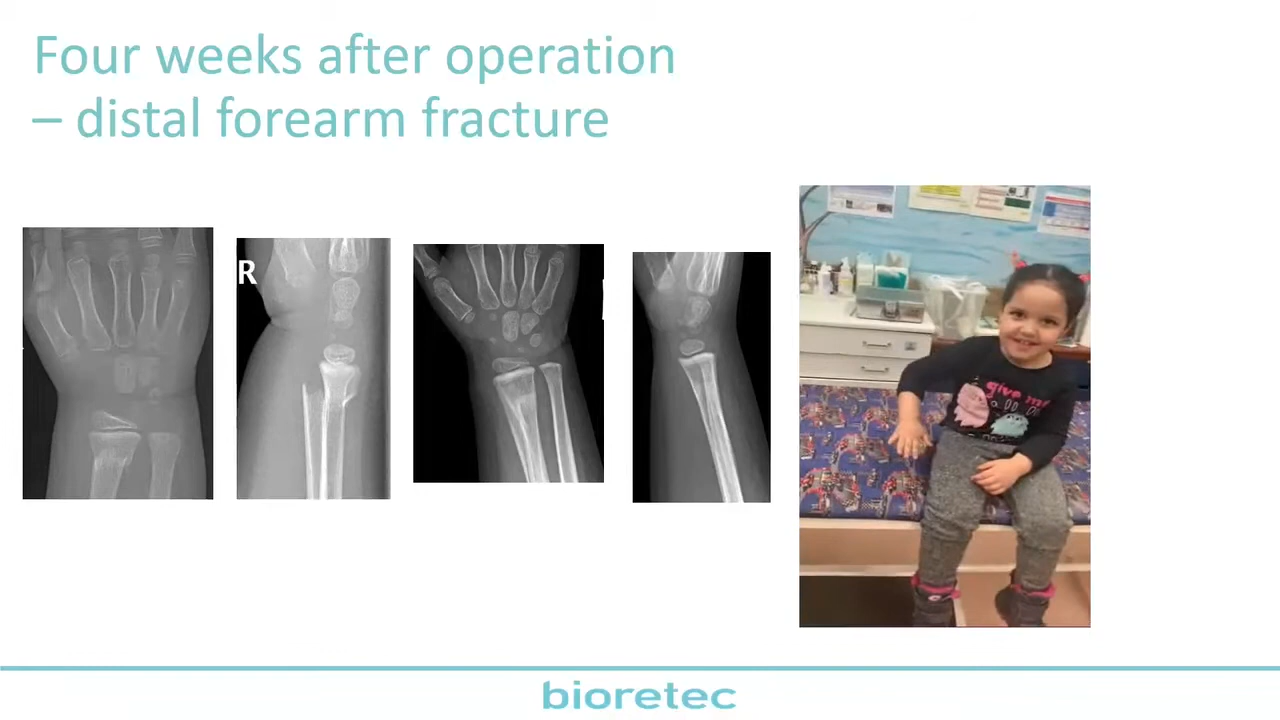 Four weeks after operation
– distal forearm fracture
R
give me
bioretec